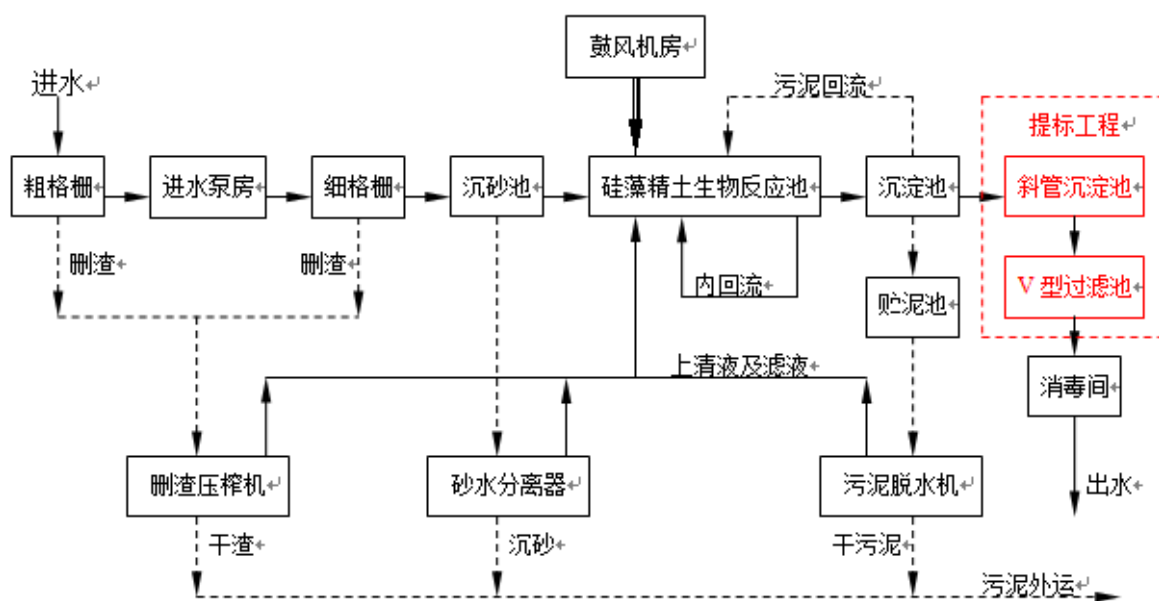 鼓风机房
进水
污泥回流
提标工程
粗格栅
进水泵房
细格栅
沉砂池
硅藻精土生物反应池
沉淀池
斜管沉淀池
删渣
删渣
内回流
贮泥池
V 型过滤池
上清液及滤液
消毒间
删渣压榨机
砂水分离器
污泥脱水机
出水
干渣
沉砂
干污泥
污泥外运